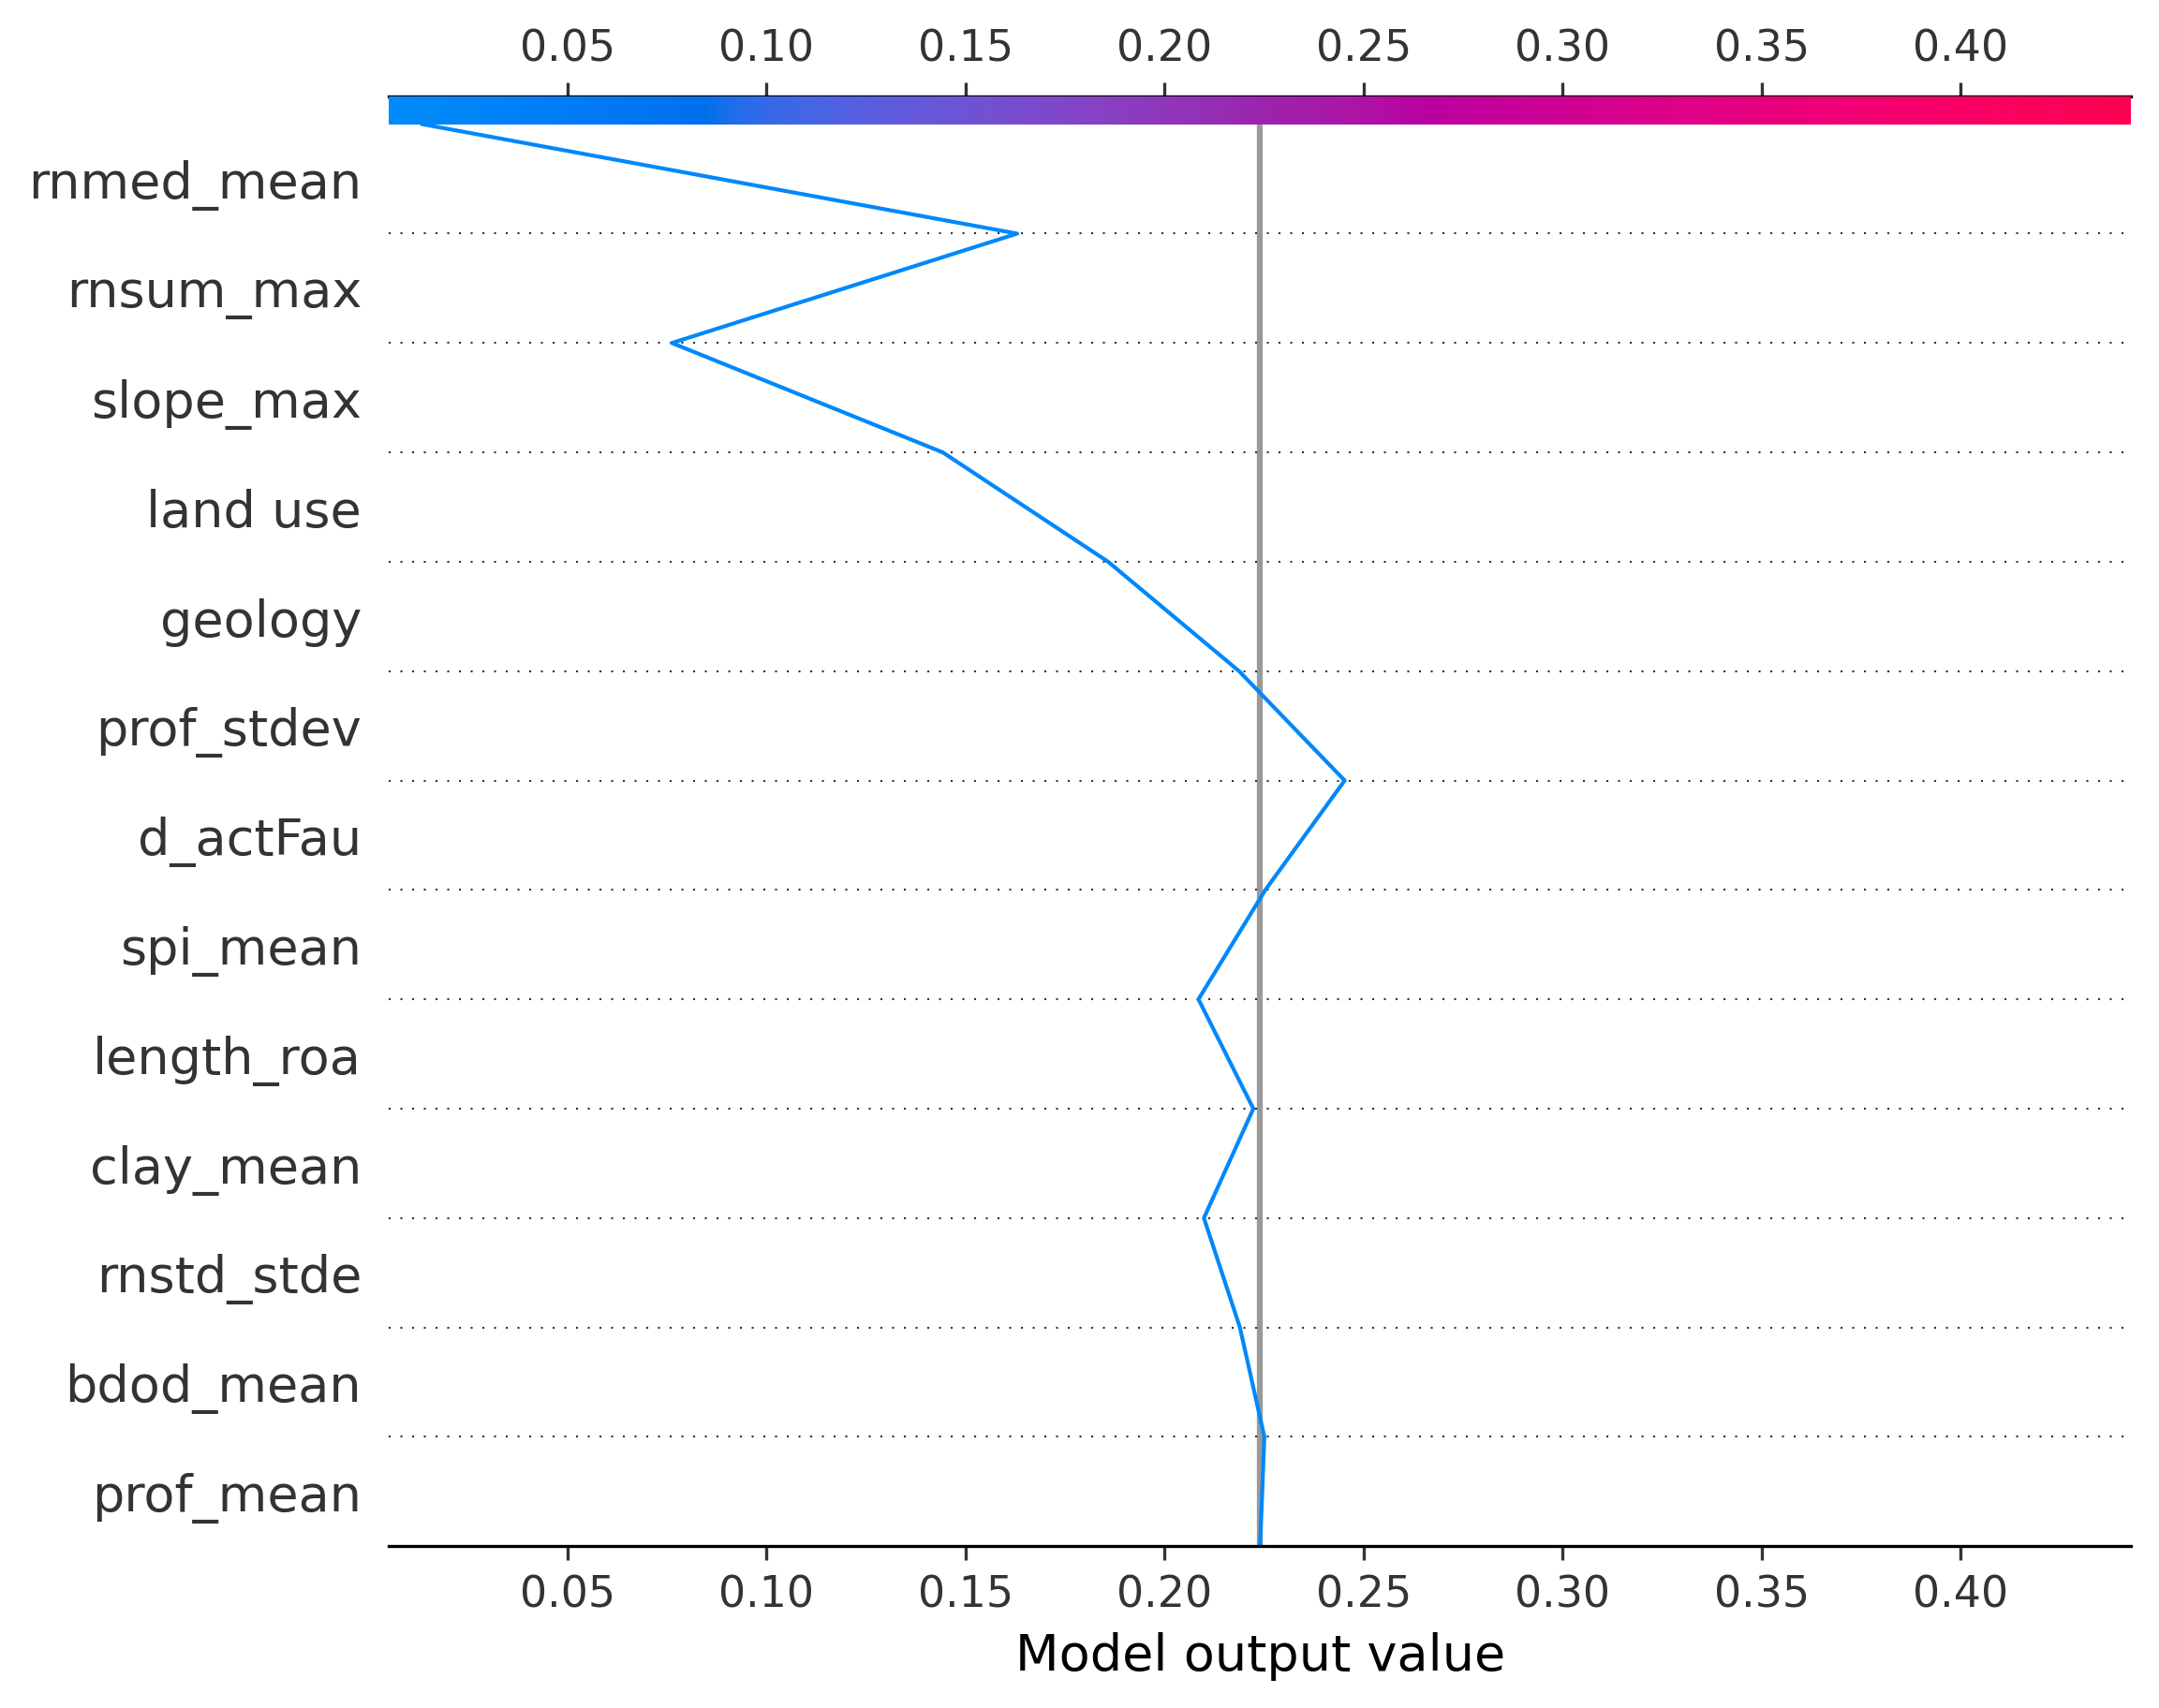 0.05 0.10 0.15 0.20 0.25 0.30 0.35 0.40
rnmed_mean
rnsum_max
slope_max
land use
geology
prof_stdev
d_actFau
spi_mean
length_roa
clay_mean
rnstd_stde
bdod_mean
prof_mean
0.05 0.10 0.15 0.20 0.25 0.30 0.35 0.40
Model output value